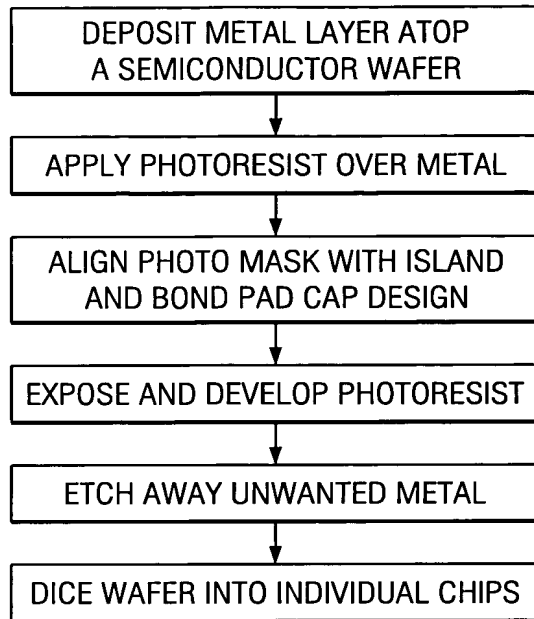 DEPOSIT METAL LAYER ATOP
A SEMICONDUCTOR WAFER
APPLY PHOTORESIST OVER METAL
ALIGN PHOTO MASK WITH ISLAND
AND BOND PAD CAP DESIGN
EXPOSE AND DEVELOP PHOTORESIST
ETCH AWAY UNWANTED METAL
DICE WAFER INTO INDIVIDUAL CHIPS